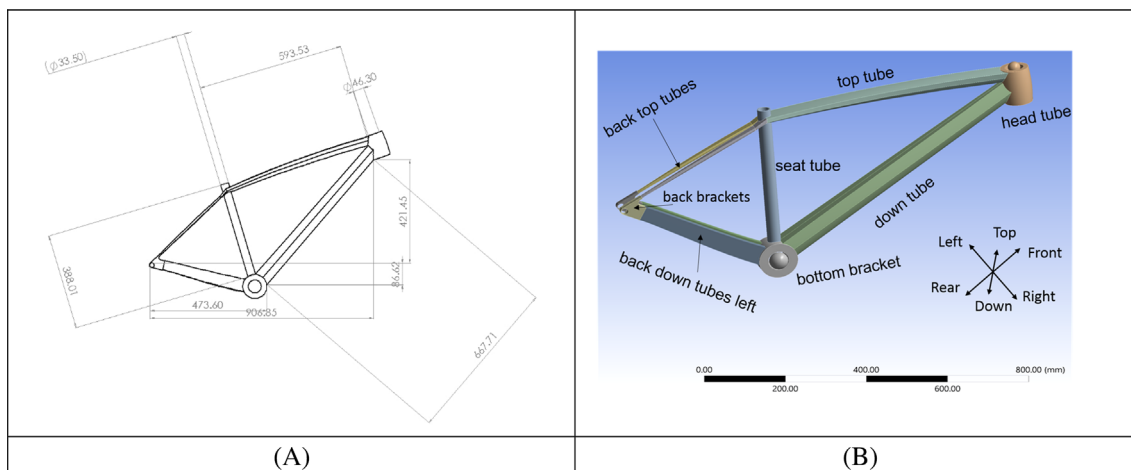 (⌀33.50)
593.53
⌀46.30
421.45
86.62
388.01
473.60
906.85
667.71
(A)
top tube
back top tubes
head tube
seat tube
back brackets
down tube
Top
Left
Front
bottom bracket
back down tubes left
Rear
Right
Down
0.00
400.00
800.00 (mm)
200.00
600.00
(B)